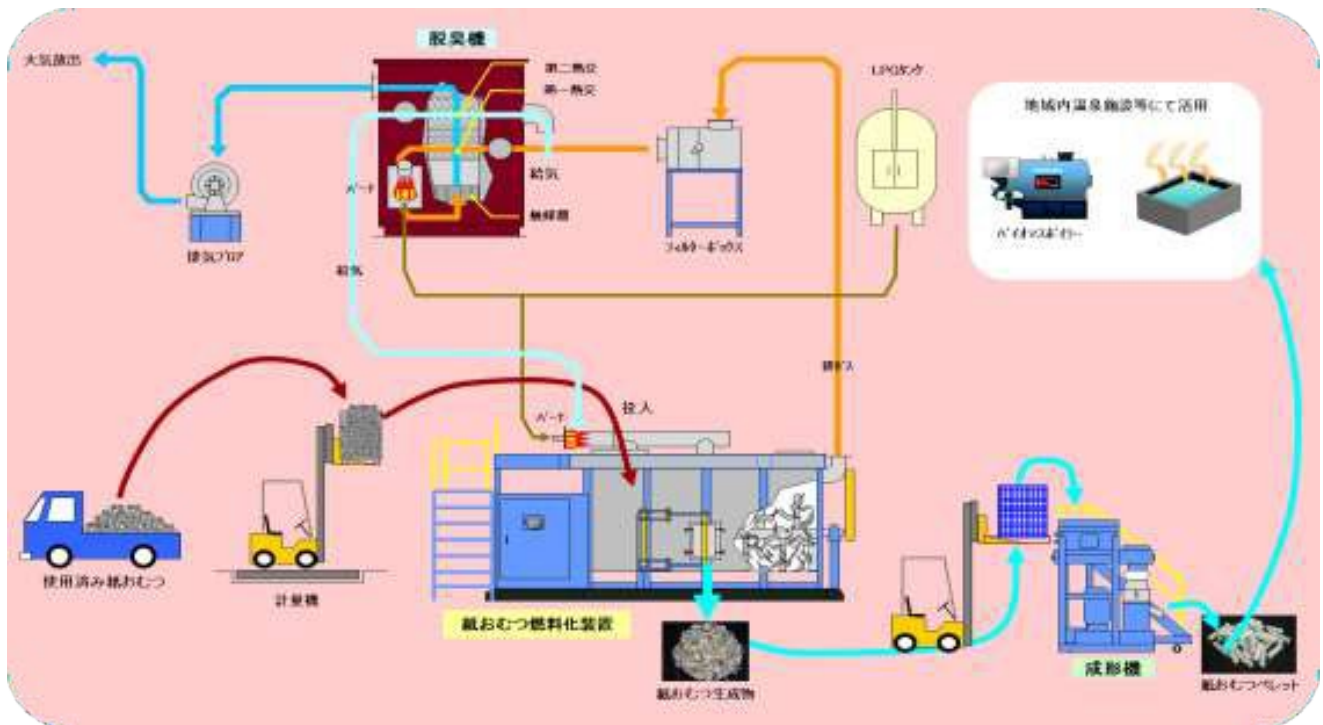 脱臭機
大気放出
第二熱交
第一熱交
LPGタンク
地域内温泉施設等にて活用
バーナ
給気
触媒層
フィルターボックス
バイオマスボイラー
排気ブロア
給気
排ガス
バーナ
投入
使用済み紙おむつ
計量機
紙おむつ燃料化装置
紙おむつ生成物
成形機
紙おむつペレット